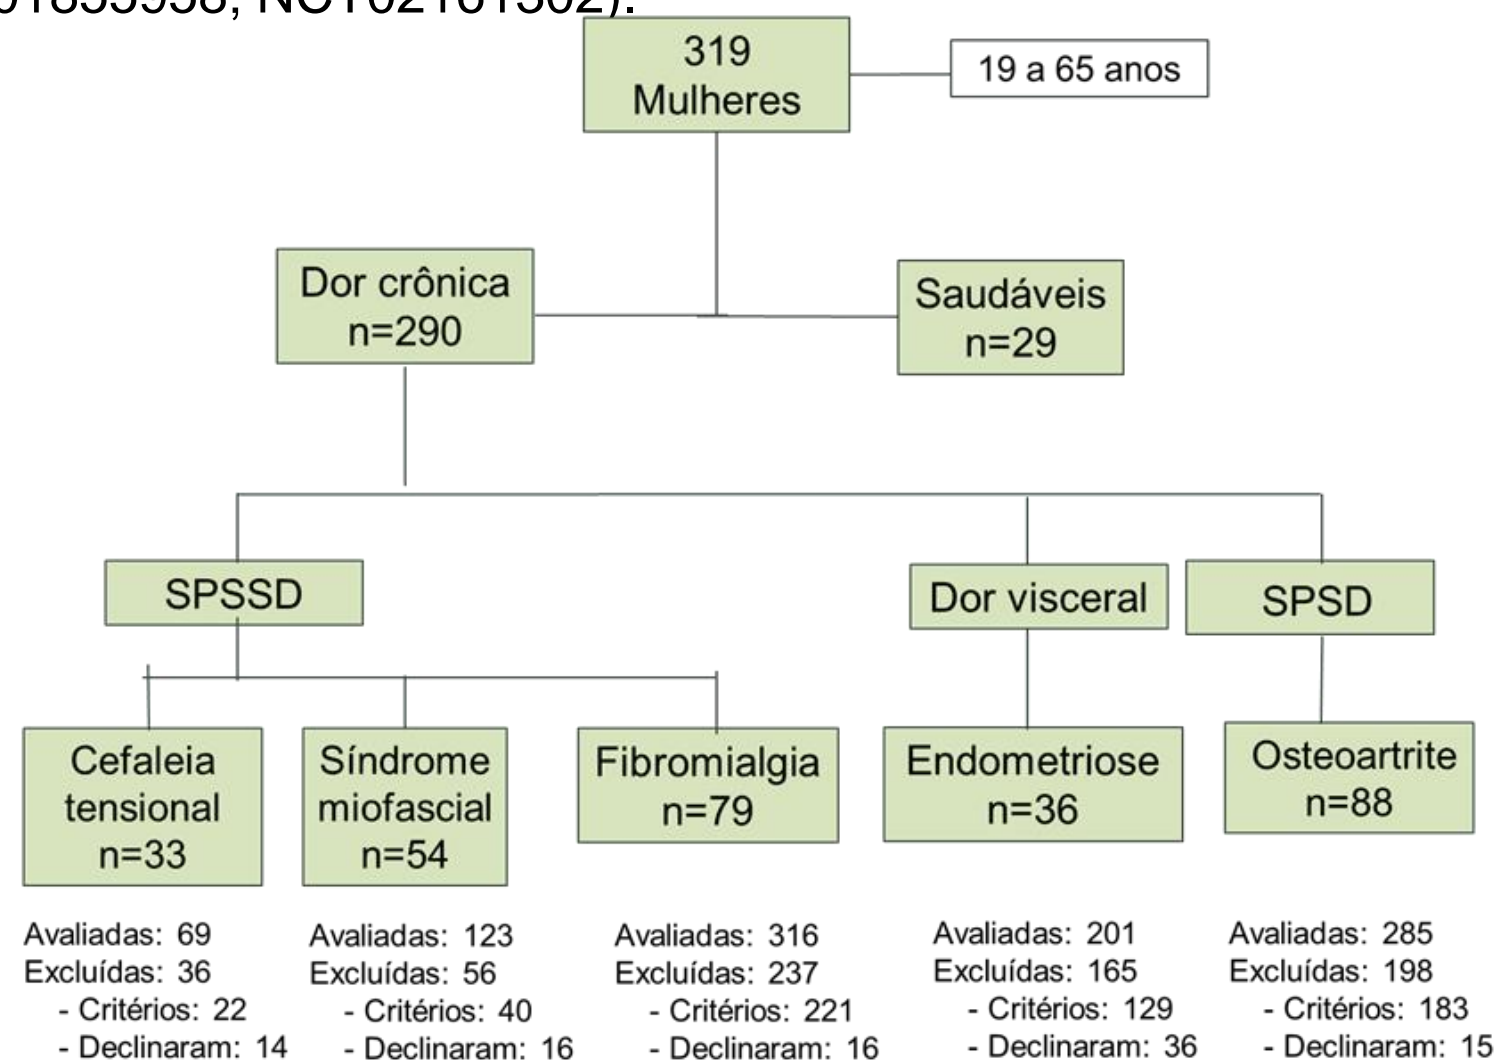 01855958; NCT02161302).
319
Mulheres
19 a 65 anos
Dor crônica
n=290
Saudáveis
n=29
SPSSD
Dor visceral
SPSD
Cefaleia
tensional
n=33
Síndrome
miofascial
n=54
Fibromialgia
n=79
Endometriose
n=36
Osteoartrite
n=88
Avaliadas: 69
Excluídas: 36
- Critérios: 22
- Declinaram: 14
Avaliadas: 123
Excluídas: 56
- Critérios: 40
- Declinaram: 16
Avaliadas: 316
Excluídas: 237
- Critérios: 221
- Declinaram: 16
Avaliadas: 201
Excluídas: 165
- Critérios: 129
- Declinaram: 36
Avaliadas: 285
Excluídas: 198
- Critérios: 183
- Declinaram: 15